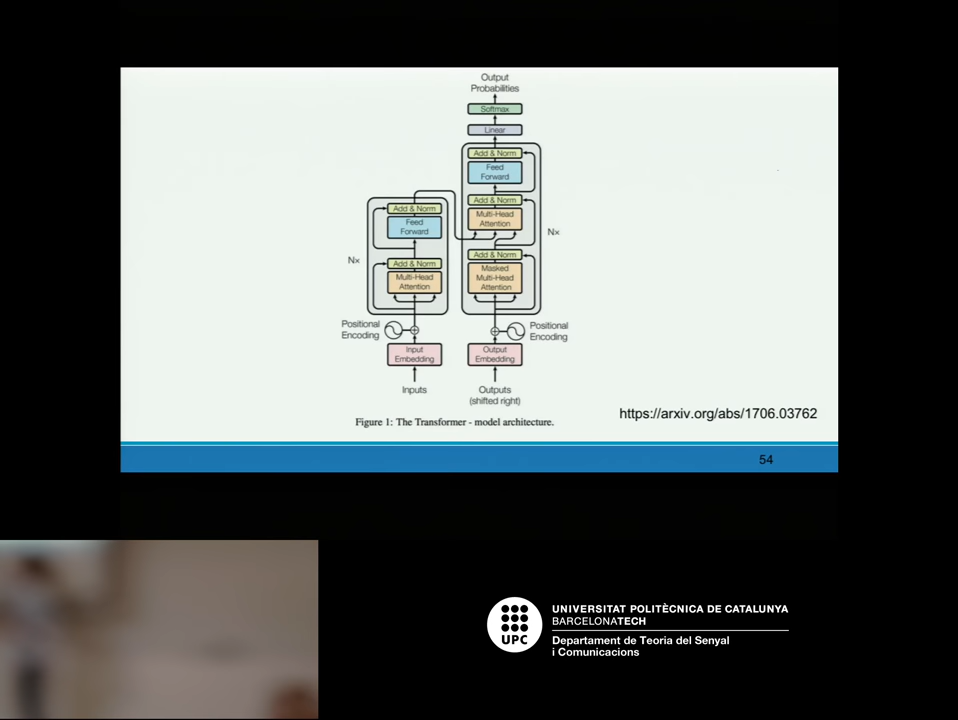 Output
Probabilities
Softmax
Linear
Add & Norm
Feed
Forward
Add & Norm
Multi-Head
Attention
Nx
Add & Norm
Masked
Multi-Head
Attention
Add & Norm
Feed
Forward
Nx
Add & Norm
Multi-Head
Attention
Positional
Encoding
Positional
Encoding
Input
Embedding
Output
Embedding
Inputs
Outputs
(shifted right)
Figure 1: The Transformer - model architecture.
https://arxiv.org/abs/1706.03762
54
UPC
UNIVERSITAT POLITÈCNICA DE CATALUNYA
BARCELONATECH
Departament de Teoria del Senyal
i Comunicacions